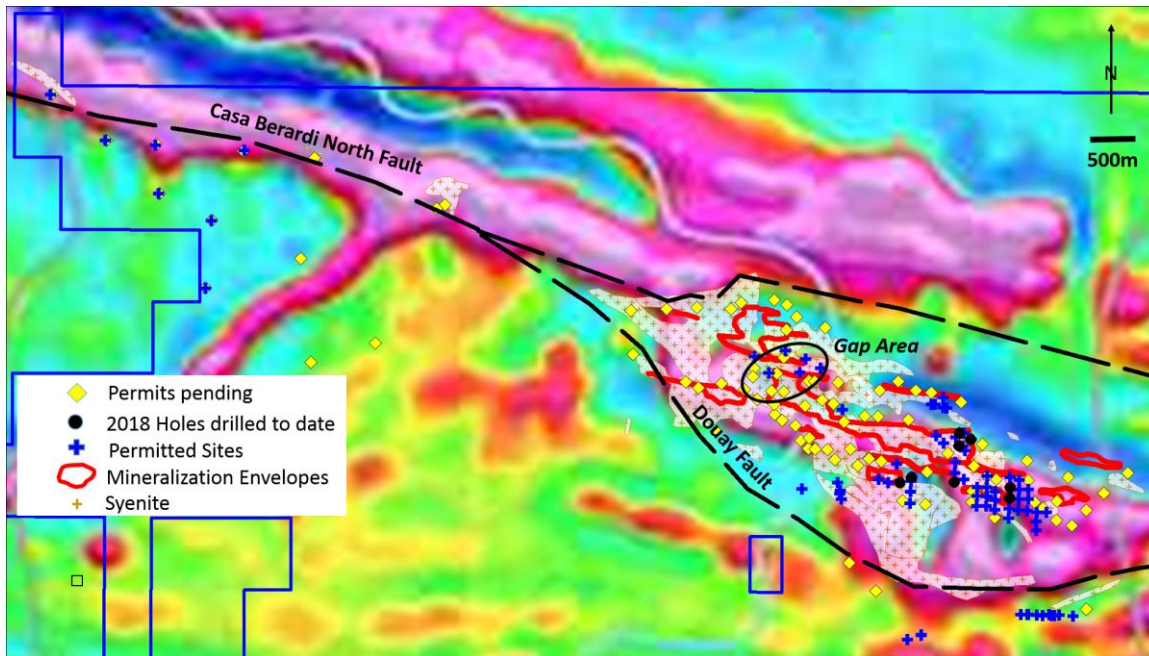 N
500m
Casa Berardi North Fault
Gap Area
Douay Fault
Permits pending
2018 Holes drilled to date
Permitted Sites
Mineralization Envelopes
Syenite